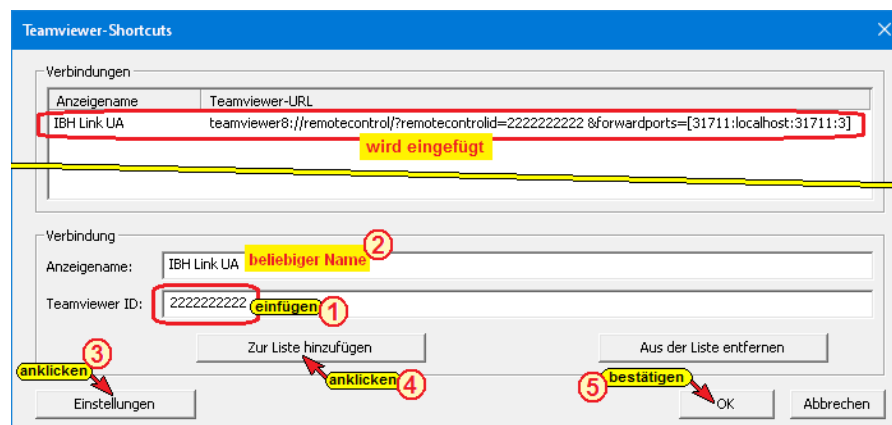 Teamviewer-Shortcuts
Verbindungen
Anzeigename Teamviewer-URL
IBH Link UA teamviewer8://remotecontrol/?remotecontrolid=2222222222 &forwardports=[31711:localhost:31711:3]
wird eingefügt
Verbindung
Anzeigename: IBH Link UA beliebiger Name 2
Teamviewer ID: 2222222222 einfügen 1
Zur Liste hinzufügen Aus der Liste entfernen
anklicken 3 anklicken 4 5 bestätigen
Einstellungen OK Abbrechen